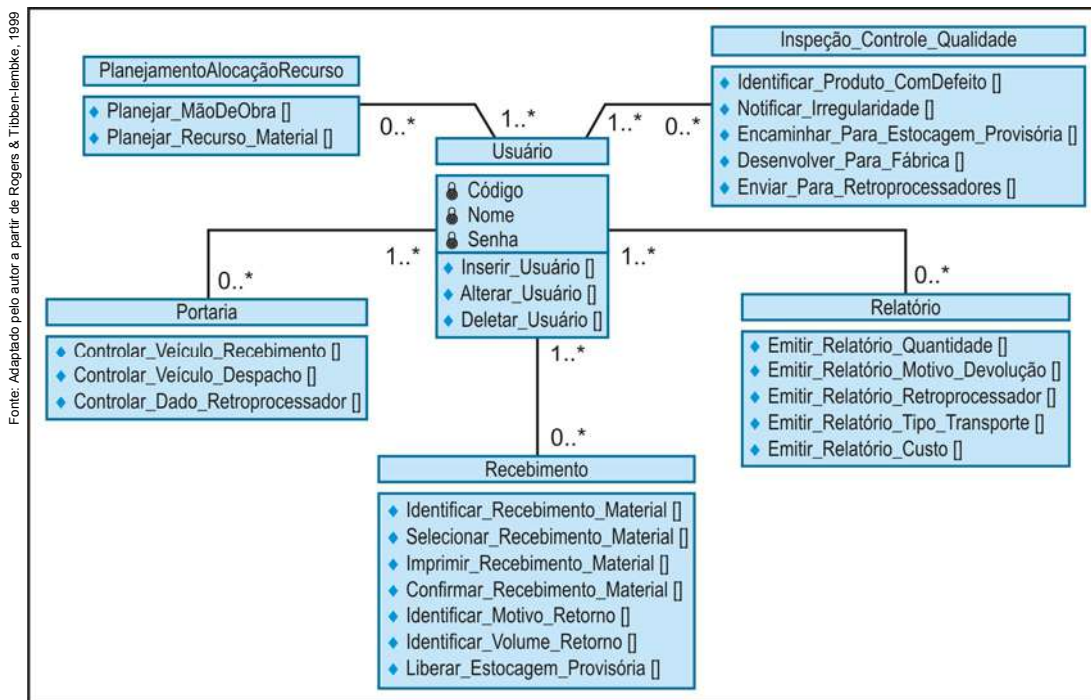 Fonte: Adaptado pelo autor a partir de Rogers & Tibben-lembke, 1999
PlanejamentoAlocaçãoRecurso
Planejar_MãoDeObra []
Planejar_Recurso_Material []
0..*
1..*
Inspeção_Controle_Qualidade
Identificar_Produto_ComDefeito []
Notificar_Irregularidade []
Encaminhar_Para_Estocagem_Provisória []
Desenvolver_Para_Fábrica []
Enviar_Para_Retroprocessadores []
1..*
0..*
Usuário
Código
Nome
Senha
Inserir_Usuário []
Alterar_Usuário []
Deletar_Usuário []
1..*
0..*
Portaria
Controlar_Veículo_Recebimento []
Controlar_Veículo_Despacho []
Controlar_Dado_Retroprocessador []
1..*
0..*
Relatório
Emitir_Relatório_Quantidade []
Emitir_Relatório_Motivo_Devolução []
Emitir_Relatório_Retroprocessador []
Emitir_Relatório_Tipo_Transporte []
Emitir_Relatório_Custo []
1..*
0..*
Recebimento
Identificar_Recebimento_Material []
Selecionar_Recebimento_Material []
Imprimir_Recebimento_Material []
Confirmar_Recebimento_Material []
Identificar_Motivo_Retorno []
Identificar_Volume_Retorno []
Liberar_Estocagem_Provisória []